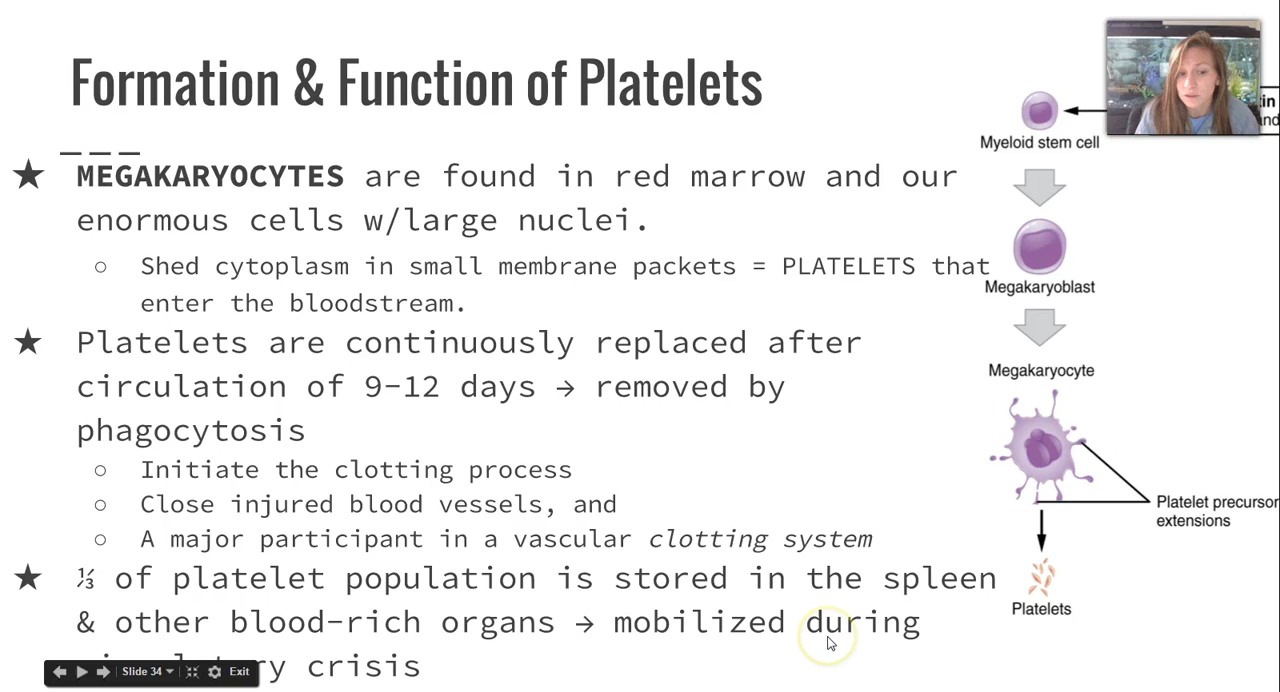 Formation & Function of Platelets
★ MEGAKARYOCYTES are found in red marrow and our
enormous cells w/large nuclei.
○ Shed cytoplasm in small membrane packets = PLATELETS that
enter the bloodstream.
★ Platelets are continuously replaced after
circulation of 9-12 days → removed by
phagocytosis
○ Initiate the clotting process
○ Close injured blood vessels, and
○ A major participant in a vascular clotting system
★ ⅓ of platelet population is stored in the spleen
& other blood-rich organs → mobilized during
crisis
Slide 34
Exit
Myeloid stem cell
Megakaryoblast
Megakaryocyte
Platelet precursor
extensions
Platelets